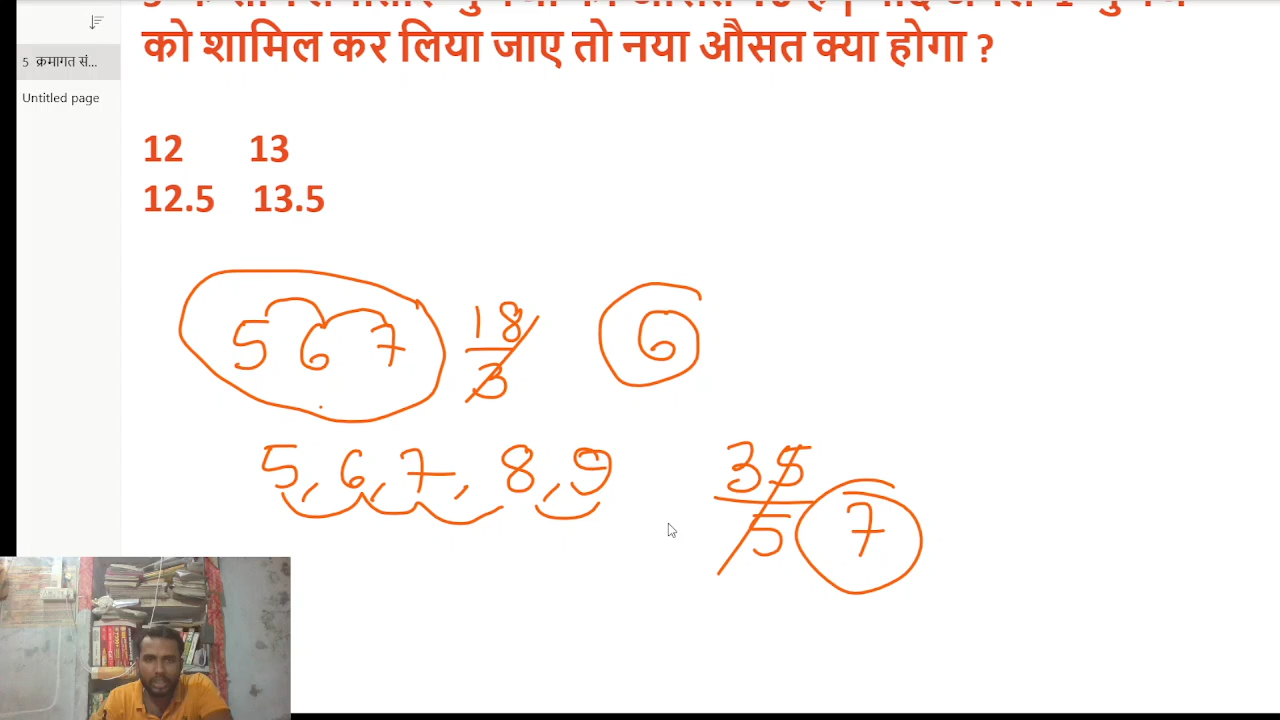 को शामिल कर लिया जाए तो नया औसत क्या होगा ?
5 क्रमागत सं...
Untitled page
12 13
12.5 13.5
5 6 7 18/3 6
5, 6, 7, 8, 9 35/5 7